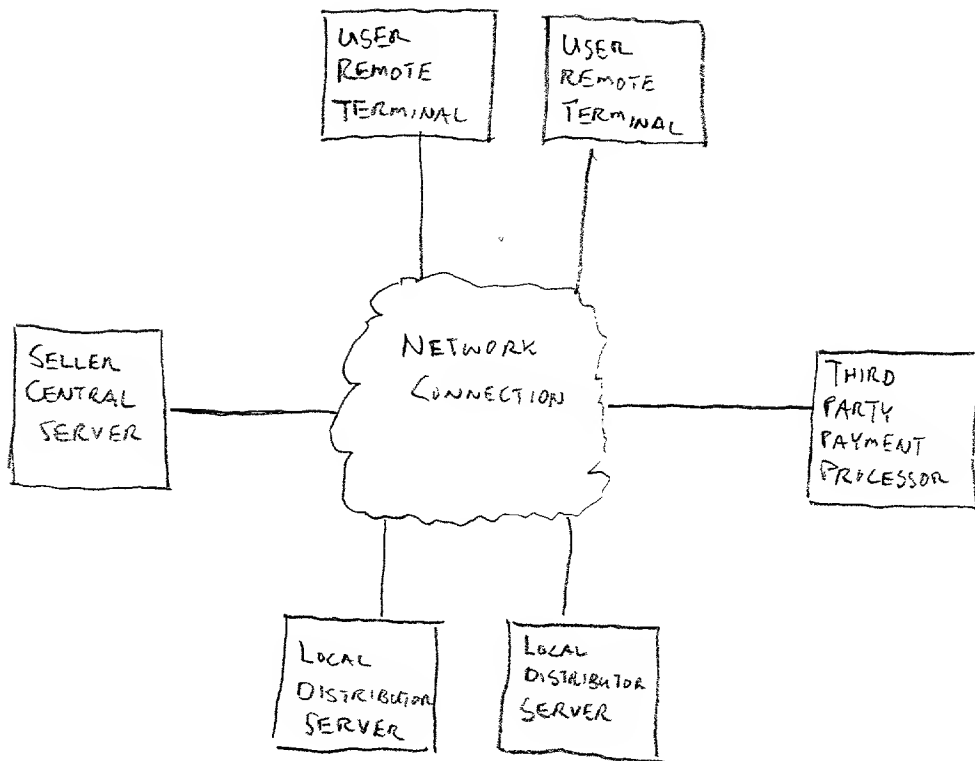 USER
REMOTE
TERMINAL
USER
REMOTE
TERMINAL
NETWORK
CONNECTION
SELLER
CENTRAL
SERVER
THIRD
PARTY
PAYMENT
PROCESSOR
LOCAL
DISTRIBUTOR
SERVER
LOCAL
DISTRIBUTOR
SERVER